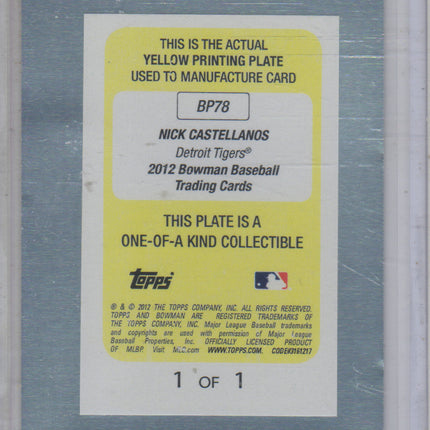 THIS IS THE ACTUAL
YELLOW PRINTING PLATE
USED TO MANUFACTURE CARD
BP78
NICK CASTELLANOS
Detroit Tigers®
2012 Bowman Baseball
Trading Cards
THIS PLATE IS A
ONE-OF-A KIND COLLECTIBLE
topps
® & © 2012 THE TOPPS COMPANY, INC. ALL RIGHTS RESERVED.
TOPPS AND BOWMAN ARE REGISTERED TRADEMARKS OF
THE TOPPS COMPANY, INC. Major League Baseball trademarks
and copyrights are used with permission of Major League
Baseball Properties, Inc. OFFICIALLY LICENSED PRODUCT
OF MLBP. Visit MLB.com WWW.TOPPS.COM. CODE#3161217
1 OF 1